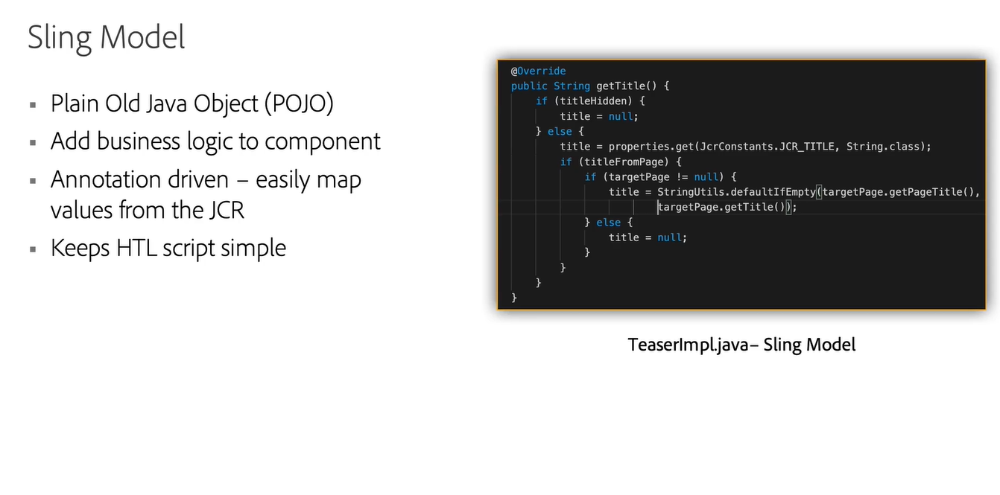 Sling Model
▪ Plain Old Java Object (POJO)
▪ Add business logic to component
▪ Annotation driven – easily map
values from the JCR
▪ Keeps HTL script simple
@Override
public String getTitle() {
    if (titleHidden) {
        title = null;
    } else {
        title = properties.get(JcrConstants.JCR_TITLE, String.class);
        if (titleFromPage) {
            if (targetPage != null) {
                title = StringUtils.defaultIfEmpty(targetPage.getPageTitle(),
                        targetPage.getTitle());
            } else {
                title = null;
            }
        }
    }
}
TeaserImpl.java– Sling Model